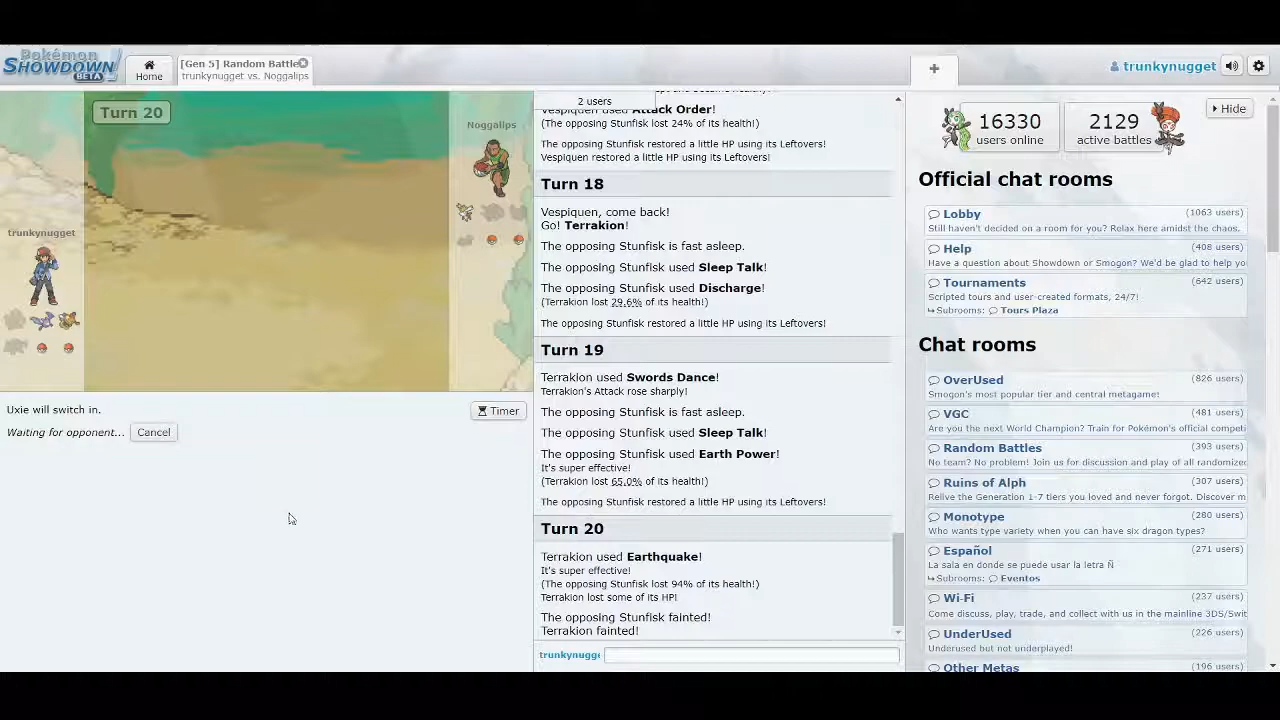 Pokémon
SHOWDOWN
BETA
Home
[Gen 5] Random Battle
trunkynugget vs. Noggalips
+
trunkynugget
Turn 20
Noggalips
trunkynugget
Uxie will switch in.
Timer
Waiting for opponent...
Cancel
2 users
Vespiquen used Attack Order!
(The opposing Stunfisk lost 24% of its health!)
The opposing Stunfisk restored a little HP using its Leftovers!
Vespiquen restored a little HP using its Leftovers!
Turn 18
Vespiquen, come back!
Go! Terrakion!
The opposing Stunfisk is fast asleep.
The opposing Stunfisk used Sleep Talk!
The opposing Stunfisk used Discharge!
(Terrakion lost 29.6% of its health!)
The opposing Stunfisk restored a little HP using its Leftovers!
Turn 19
Terrakion used Swords Dance!
Terrakion's Attack rose sharply!
The opposing Stunfisk is fast asleep.
The opposing Stunfisk used Sleep Talk!
The opposing Stunfisk used Earth Power!
It's super effective!
(Terrakion lost 65.0% of its health!)
The opposing Stunfisk restored a little HP using its Leftovers!
Turn 20
Terrakion used Earthquake!
It's super effective!
(The opposing Stunfisk lost 94% of its health!)
Terrakion lost some of its HP!
The opposing Stunfisk fainted!
Terrakion fainted!
trunkynugge
16330
users online
2129
active battles
Hide
Official chat rooms
Lobby (1063 users)
Still haven't decided on a room for you? Relax here amidst the chaos.
Help (408 users)
Have a question about Showdown or Smogon? We'd be glad to help yo
Tournaments (642 users)
Scripted tours and user-created formats, 24/7!
Subrooms: Tours Plaza
Chat rooms
OverUsed (826 users)
Smogon's most popular tier and central metagame!
VGC (481 users)
Are you the next World Champion? Train for Pokémon's official competi
Random Battles (393 users)
No team? No problem! Join us for discussion and play of all randomize
Ruins of Alph (307 users)
Relive the Generation 1-7 tiers you loved and never forgot. Discover m
Monotype (280 users)
Who wants type variety when you can have six dragon types?
Español (271 users)
La sala en donde se puede usar la letra Ñ
Subrooms: Eventos
Wi-Fi (237 users)
Come discuss, play, trade, and collect with us in the mainline 3DS/Swit
UnderUsed (226 users)
Underused but not underplayed!
Other Metas (196 users)